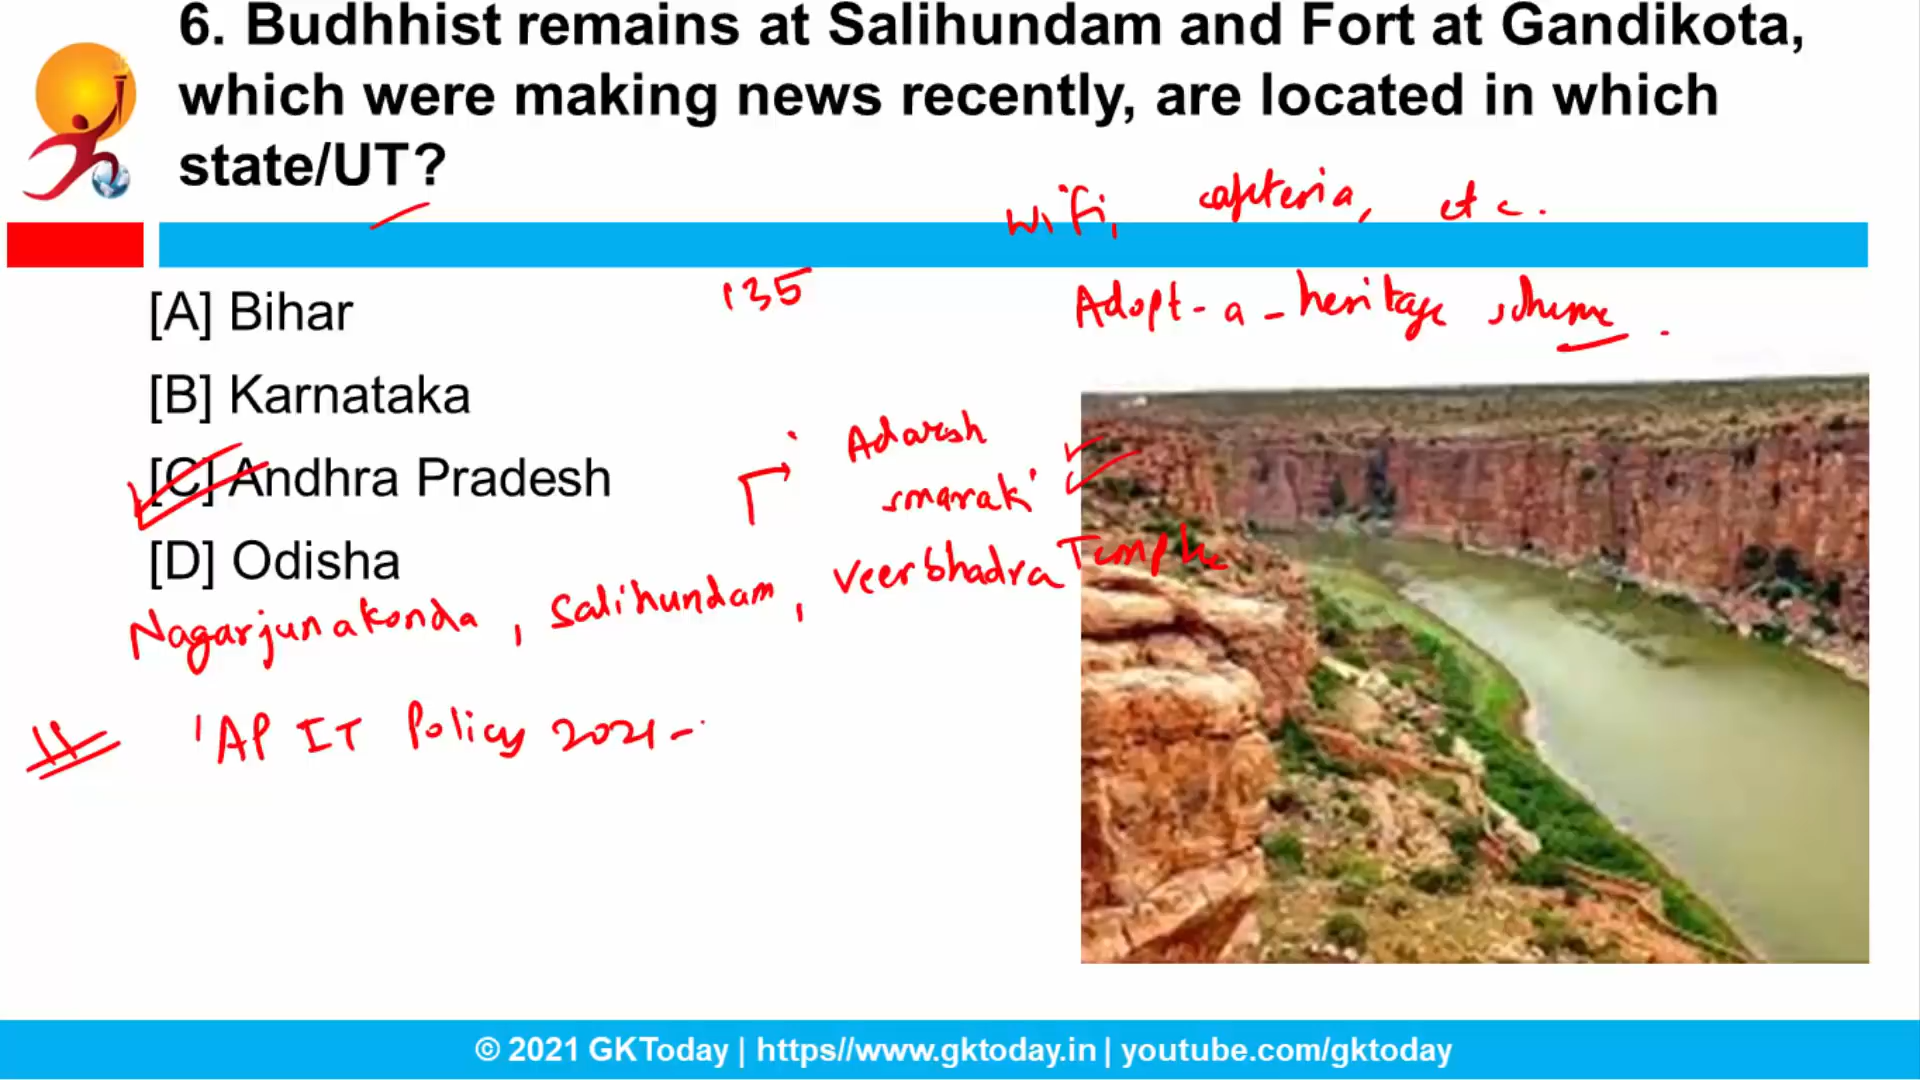 6. Budhhist remains at Salihundam and Fort at Gandikota,
which were making news recently, are located in which
state/UT?
wifi, cafeteria, etc.
135
Adopt-a-heritage scheme.
[A] Bihar
[B] Karnataka
Adarsh
[C] Andhra Pradesh
smarak'
[D] Odisha
Nagarjunakonda, Salihundam, Veerbhadra Temple
'AP IT Policy 2021-
© 2021 GKToday | https//www.gktoday.in | youtube.com/gktoday